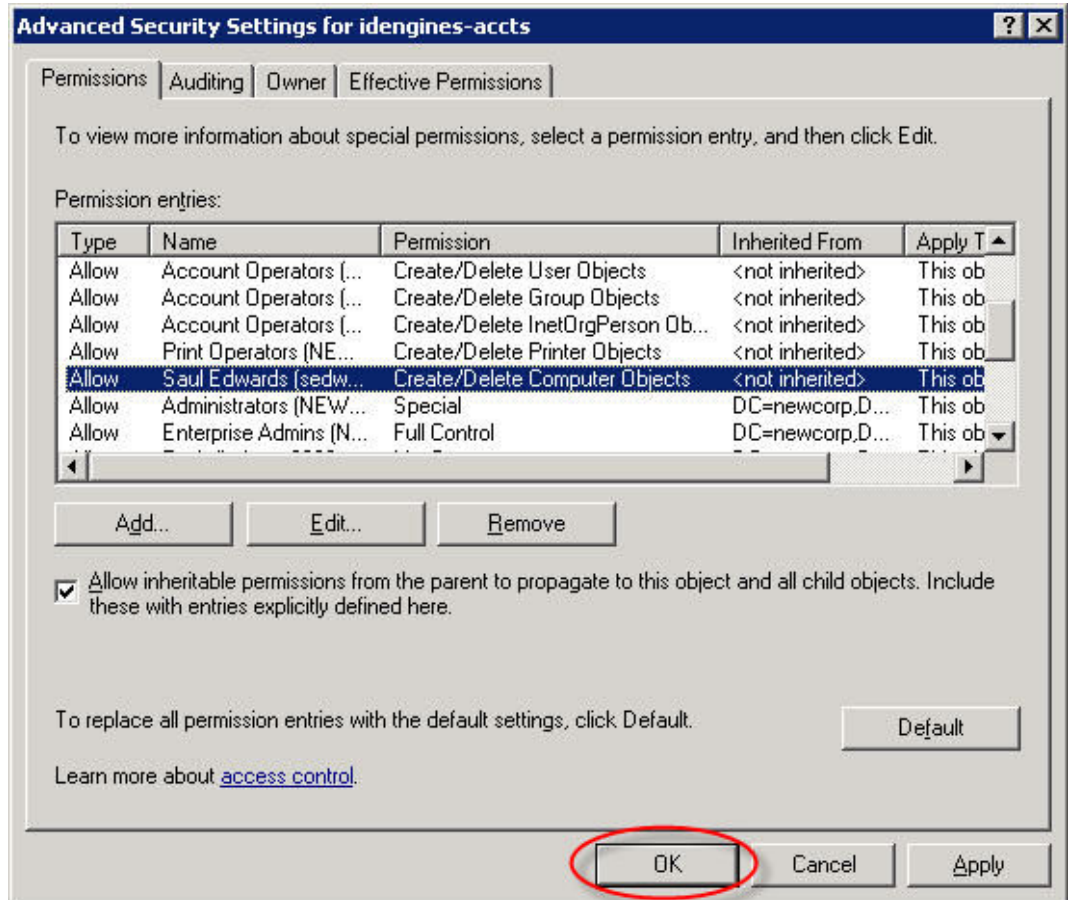 Advanced Security Settings for idengines-accts
Permissions Auditing Owner Effective Permissions
To view more information about special permissions, select a permission entry, and then click Edit.
Permission entries:
Type Name Permission Inherited From Apply T
Allow Account Operators (... Create/Delete User Objects <not inherited> This ob
Allow Account Operators (... Create/Delete Group Objects <not inherited> This ob
Allow Account Operators (... Create/Delete InetOrgPerson Ob... <not inherited> This ob
Allow Print Operators (NE... Create/Delete Printer Objects <not inherited> This ob
Allow Saul Edwards (sedw... Create/Delete Computer Objects <not inherited> This ob
Allow Administrators (NEW... Special DC=newcorp,D... This ob
Allow Enterprise Admins (N... Full Control DC=newcorp,D... This ob
Add... Edit... Remove
Allow inheritable permissions from the parent to propagate to this object and all child objects. Include
these with entries explicitly defined here.
To replace all permission entries with the default settings, click Default.
Default
Learn more about access control.
OK Cancel Apply